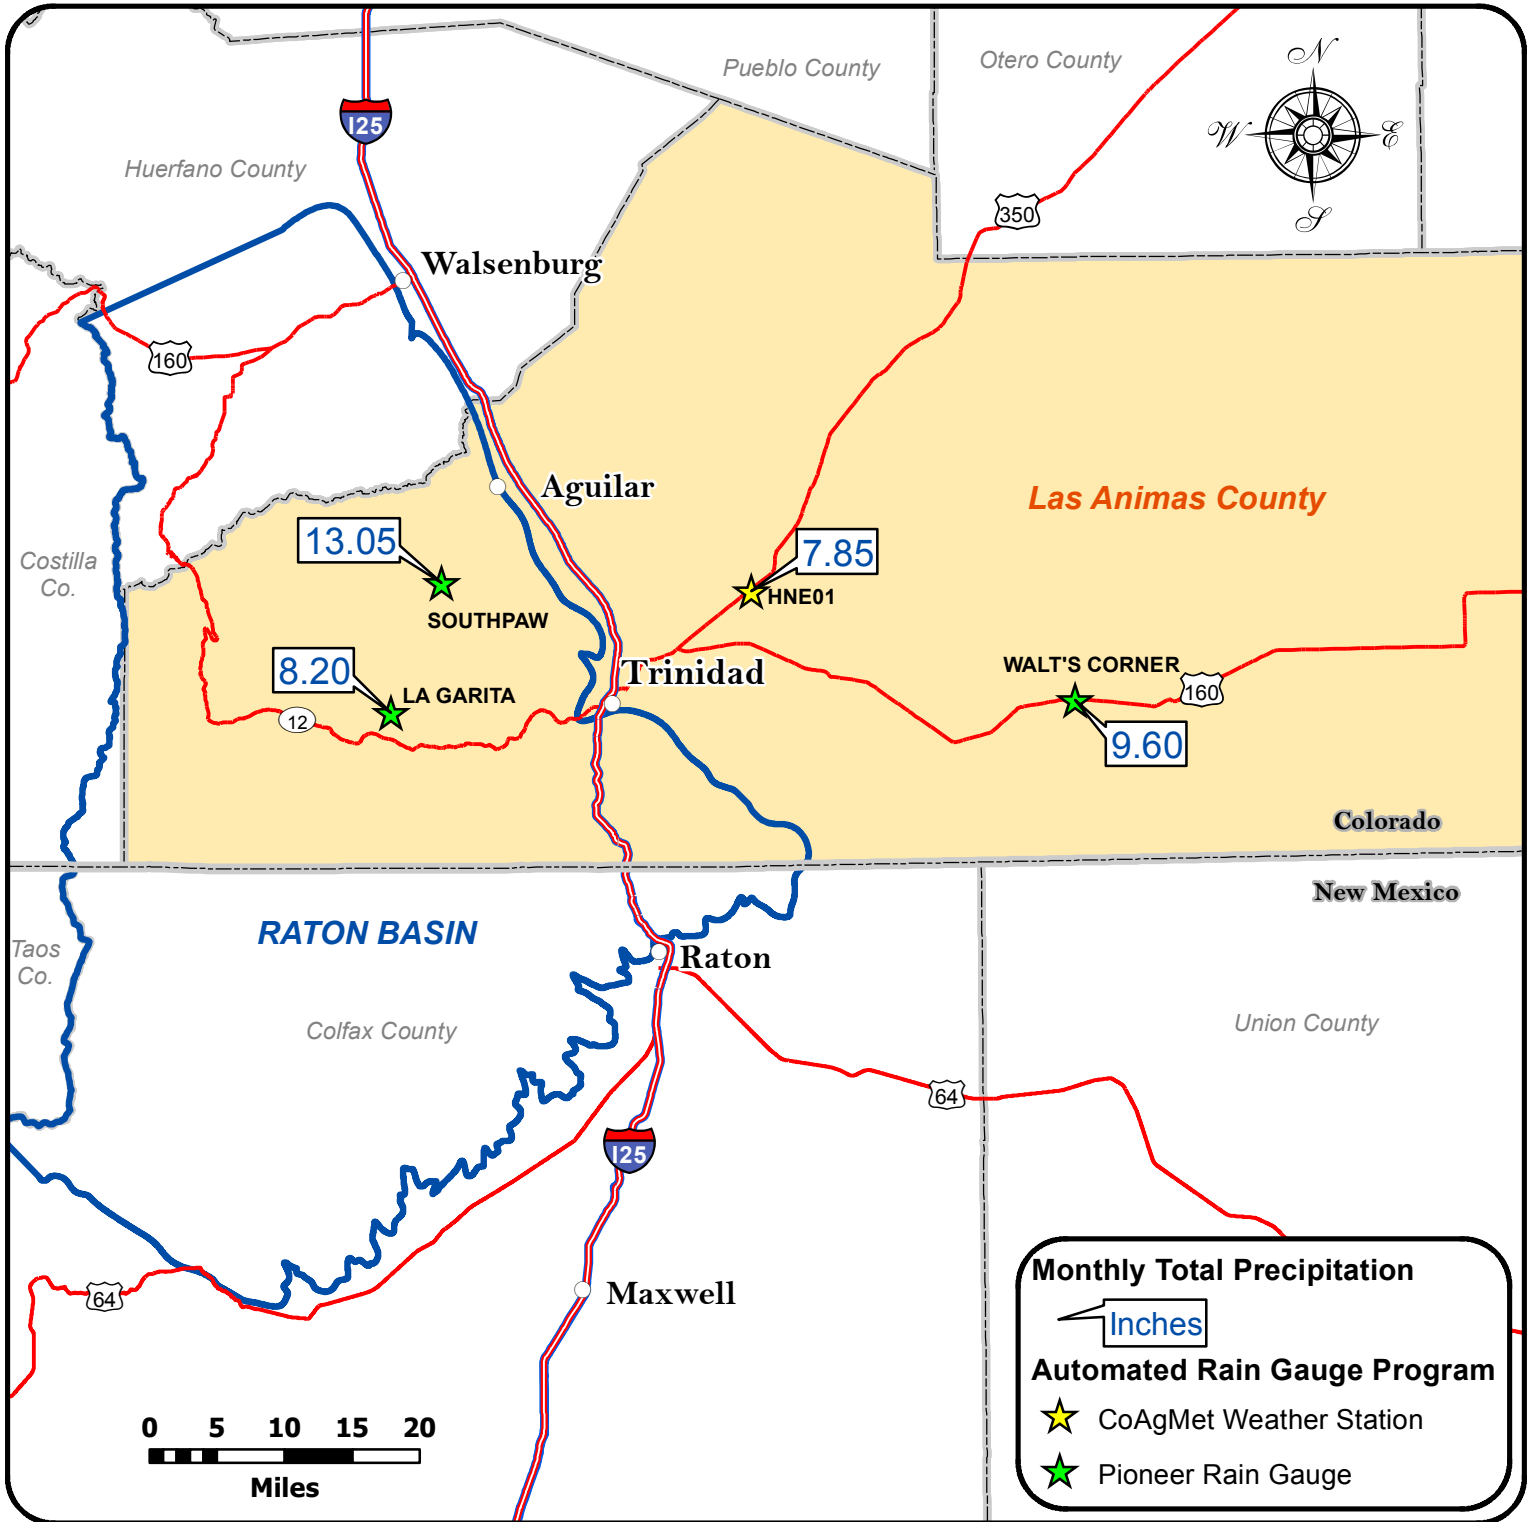 Pueblo County
Otero County
N
W
E
S
I25
Huerfano County
350
Walsenburg
160
Aguilar
Las Animas County
13.05
7.85
Costilla
Co.
HNE01
SOUTHPAW
8.20
Trinidad
WALT'S CORNER
LA GARITA
160
12
9.60
Colorado
New Mexico
RATON BASIN
Taos
Co.
Raton
Colfax County
Union County
64
I25
64
Maxwell
Monthly Total Precipitation
Inches
Automated Rain Gauge Program
CoAgMet Weather Station
Pioneer Rain Gauge
0 5 10 15 20
Miles